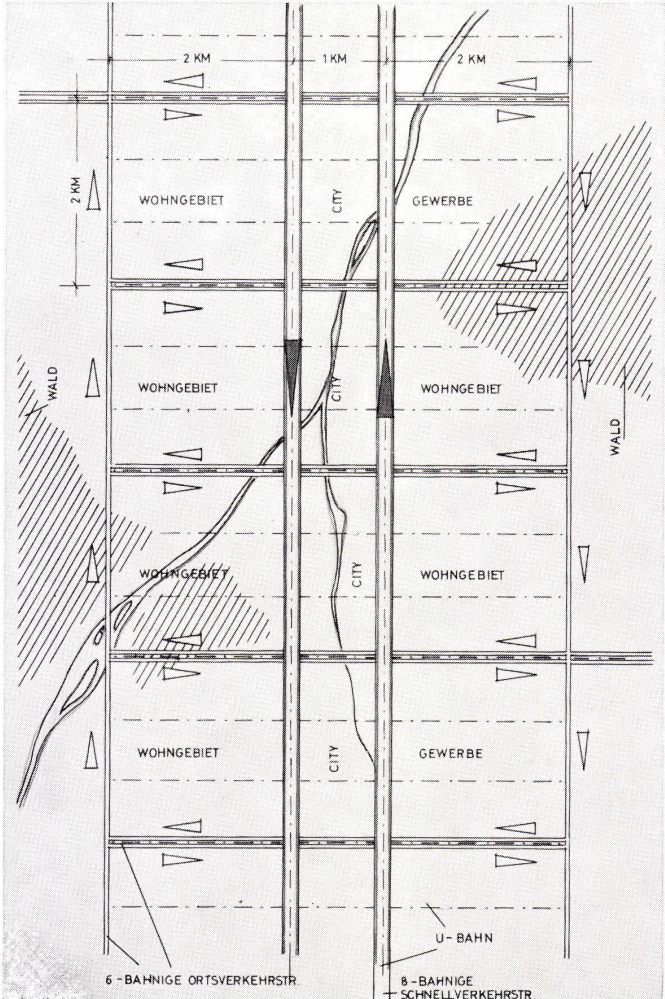 2 KM
1 KM
2 KM
2 KM
WOHNGEBIET
CITY
GEWERBE
WALD
WOHNGEBIET
CITY
WOHNGEBIET
WALD
WOHNGEBIET
CITY
WOHNGEBIET
WOHNGEBIET
CITY
GEWERBE
U-BAHN
6-BAHNIGE ORTSVERKEHRSTR.
8-BAHNIGE
SCHNELLVERKEHRSTR